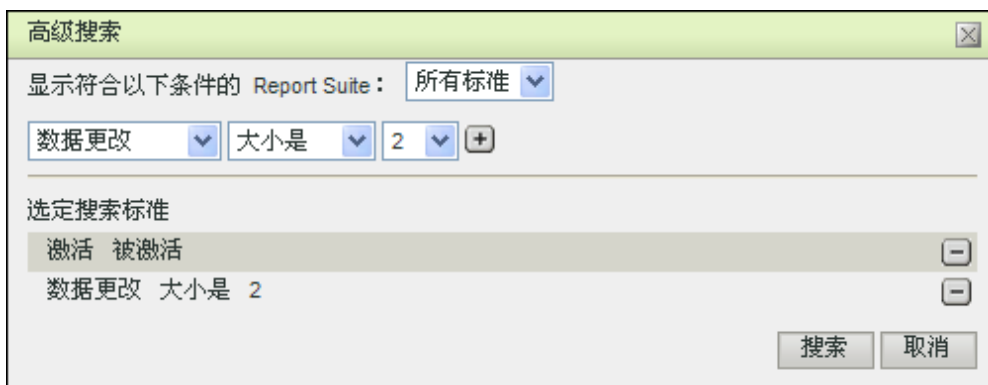 高级搜索
显示符合以下条件的 Report Suite： 所有标准
数据更改 大小是 2
选定搜索标准
激活 被激活
数据更改 大小是 2
搜索 取消